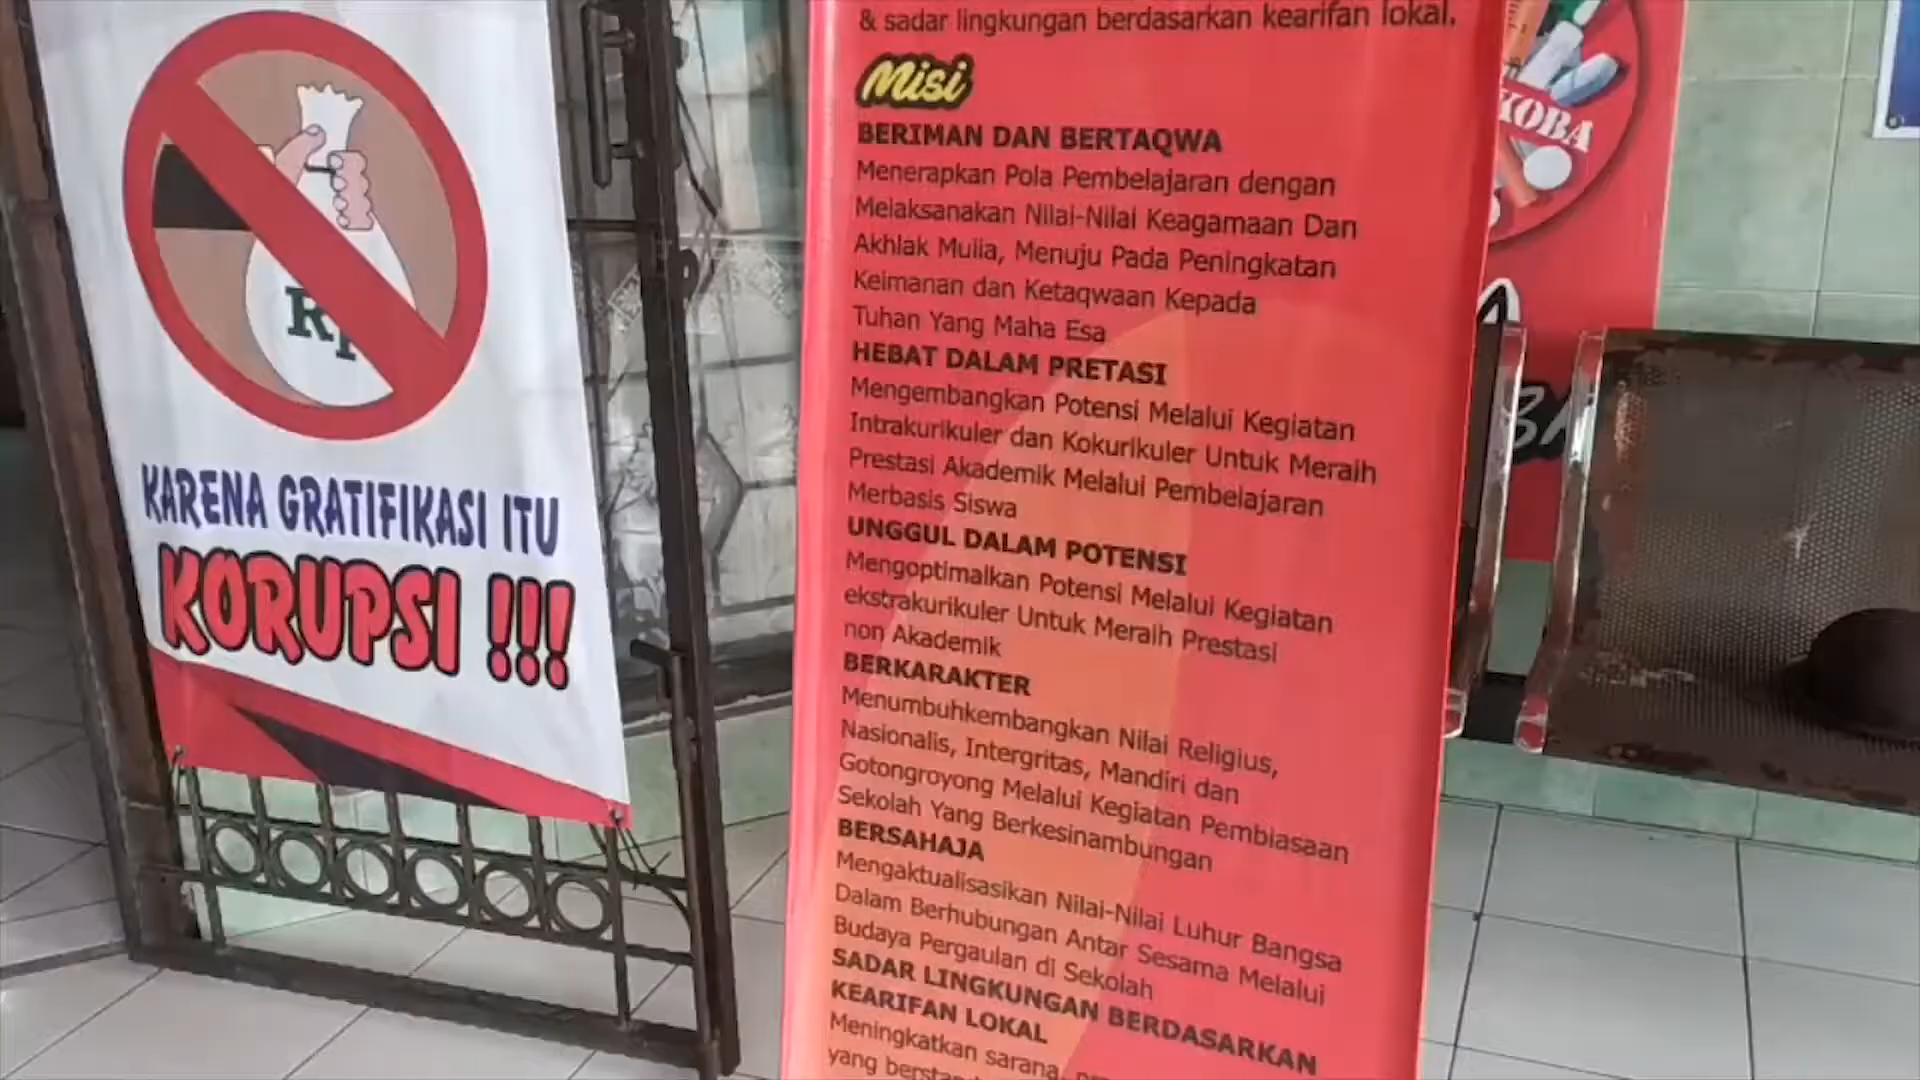 RP
KARENA GRATIFIKASI ITU
KORUPSI !!!
& sadar lingkungan berdasarkan kearifan lokal.
Misi
BERIMAN DAN BERTAQWA
Menerapkan Pola Pembelajaran dengan
Melaksanakan Nilai-Nilai Keagamaan Dan
Akhlak Mulia, Menuju Pada Peningkatan
Keimanan dan Ketaqwaan Kepada
Tuhan Yang Maha Esa
HEBAT DALAM PRETASI
Mengembangkan Potensi Melalui Kegiatan
Intrakurikuler dan Kokurikuler Untuk Meraih
Prestasi Akademik Melalui Pembelajaran
Merbasis Siswa
UNGGUL DALAM POTENSI
Mengoptimalkan Potensi Melalui Kegiatan
ekstrakurikuler Untuk Meraih Prestasi
non Akademik
BERKARAKTER
Menumbuhkembangkan Nilai Religius,
Nasionalis, Intergritas, Mandiri dan
Gotongroyong Melalui Kegiatan Pembiasaan
Sekolah Yang Berkesinambungan
BERSAHAJA
Mengaktualisasikan Nilai-Nilai Luhur Bangsa
Dalam Berhubungan Antar Sesama Melalui
Budaya Pergaulan di Sekolah
SADAR LINGKUNGAN BERDASARKAN
KEARIFAN LOKAL
Meningkatkan sarana,
yang
KOBA